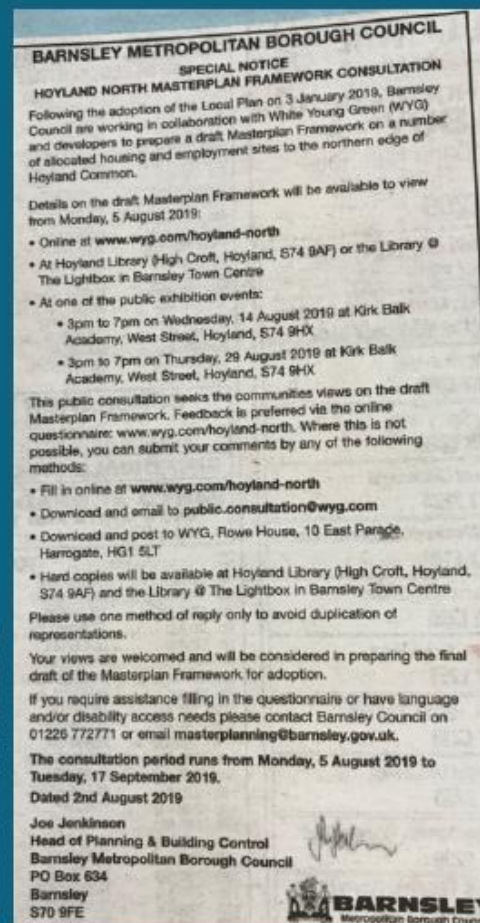 BARNSLEY METROPOLITAN BOROUGH COUNCIL
SPECIAL NOTICE
HOYLAND NORTH MASTERPLAN FRAMEWORK CONSULTATION
Following the adoption of the Local Plan on 3 January 2019, Barnsley
Council are working in collaboration with White Young Green (WYG)
and developers to prepare a draft Masterplan Framework on a number
of allocated housing and employment sites to the northern edge of
Hoyland Common.
Details on the draft Masterplan Framework will be available to view
from Monday, 5 August 2019:
• Online at www.wyg.com/hoyland-north
• At Hoyland Library (High Croft, Hoyland, S74 9AF) or the Library @
The Lightbox in Barnsley Town Centre
• At one of the public exhibition events:
• 3pm to 7pm on Wednesday, 14 August 2019 at Kirk Balk
Academy, West Street, Hoyland, S74 9HX
• 3pm to 7pm on Thursday, 29 August 2019 at Kirk Balk
Academy, West Street, Hoyland, S74 9HX
This public consultation seeks the communities views on the draft
Masterplan Framework. Feedback is preferred via the online
questionnaire: www.wyg.com/hoyland-north. Where this is not
possible, you can submit your comments by any of the following
methods:
• Fill in online at www.wyg.com/hoyland-north
• Download and email to public.consultation@wyg.com
• Download and post to WYG, Rowe House, 10 East Parade,
Harrogate, HG1 5LT
• Hard copies will be available at Hoyland Library (High Croft, Hoyland,
S74 9AF) and the Library @ The Lightbox in Barnsley Town Centre
Please use one method of reply only to avoid duplication of
representations.
Your views are welcomed and will be considered in preparing the final
draft of the Masterplan Framework for adoption.
If you require assistance filling in the questionnaire or have language
and/or disability access needs please contact Barnsley Council on
01226 772771 or email masterplanning@barnsley.gov.uk.
The consultation period runs from Monday, 5 August 2019 to
Tuesday, 17 September 2019.
Dated 2nd August 2019
Joe Jenkinson
Head of Planning & Building Control
Barnsley Metropolitan Borough Council
PO Box 634
Barnsley
S70 9FE
BARNSLEY
Metropolitan Borough Council